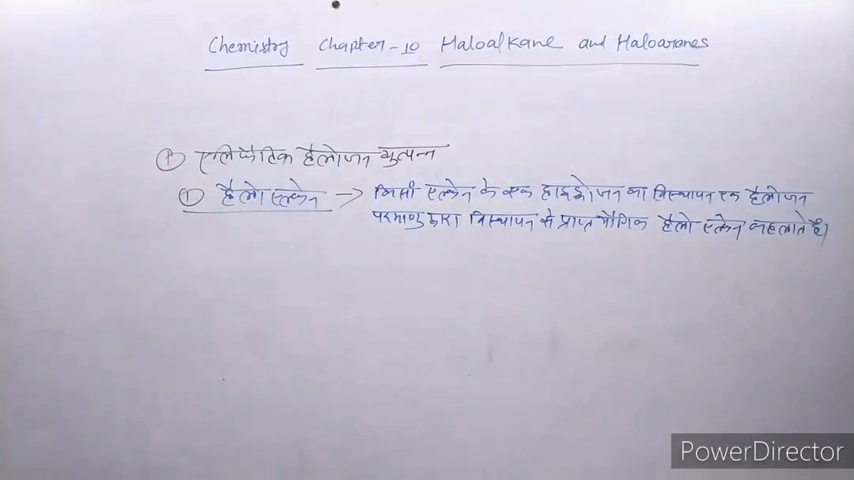 Chemistry Chapter-10 Haloalkane and Haloarenes
① एलिफैटिक हैलोजन व्युत्पन्न
① हैलो एल्केन → किसी एल्केन के एक हाइड्रोजन का विस्थापन एक हैलोजन
परमाणु द्वारा विस्थापन से प्राप्त यौगिक हैलो एल्केन कहलाते है।
PowerDirector